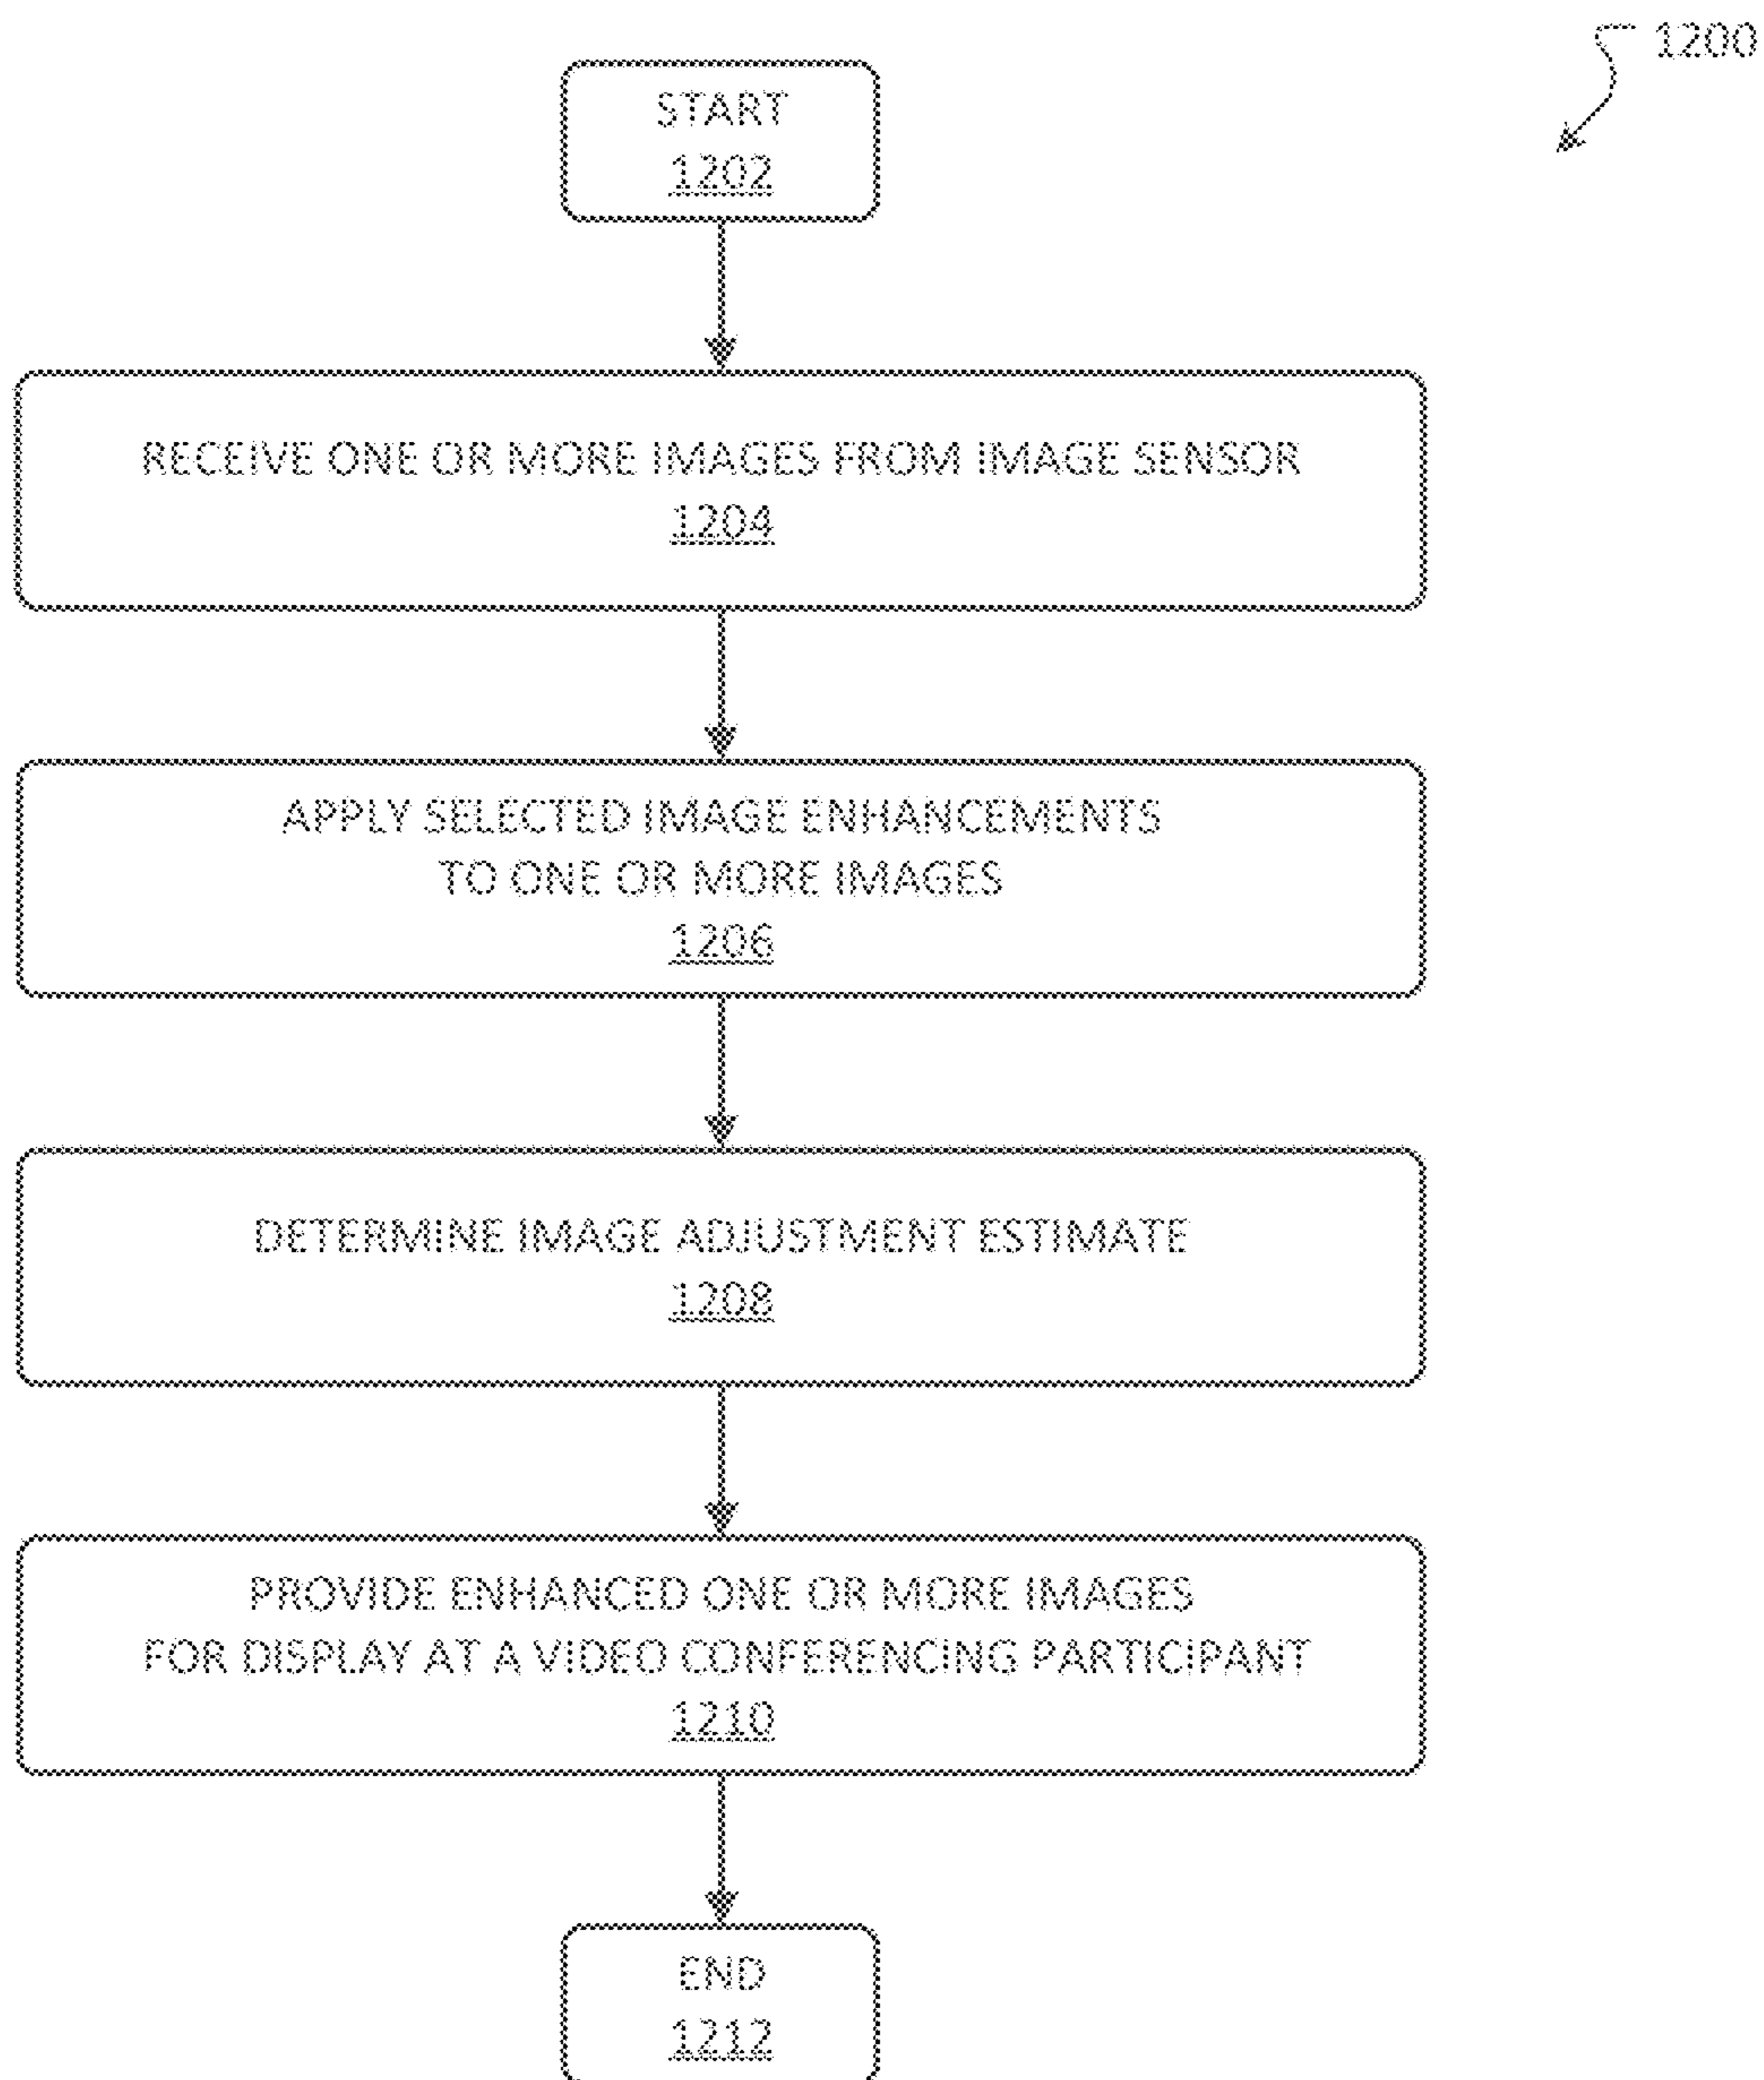 1200
START
1202
RECEIVE ONE OR MORE IMAGES FROM IMAGE SENSOR
1204
APPLY SELECTED IMAGE ENHANCEMENTS
TO ONE OR MORE IMAGES
1206
DETERMINE IMAGE ADJUSTMENT ESTIMATE
1208
PROVIDE ENHANCED ONE OR MORE IMAGES
FOR DISPLAY AT A VIDEO CONFERENCING PARTICIPANT
1210
END
1212